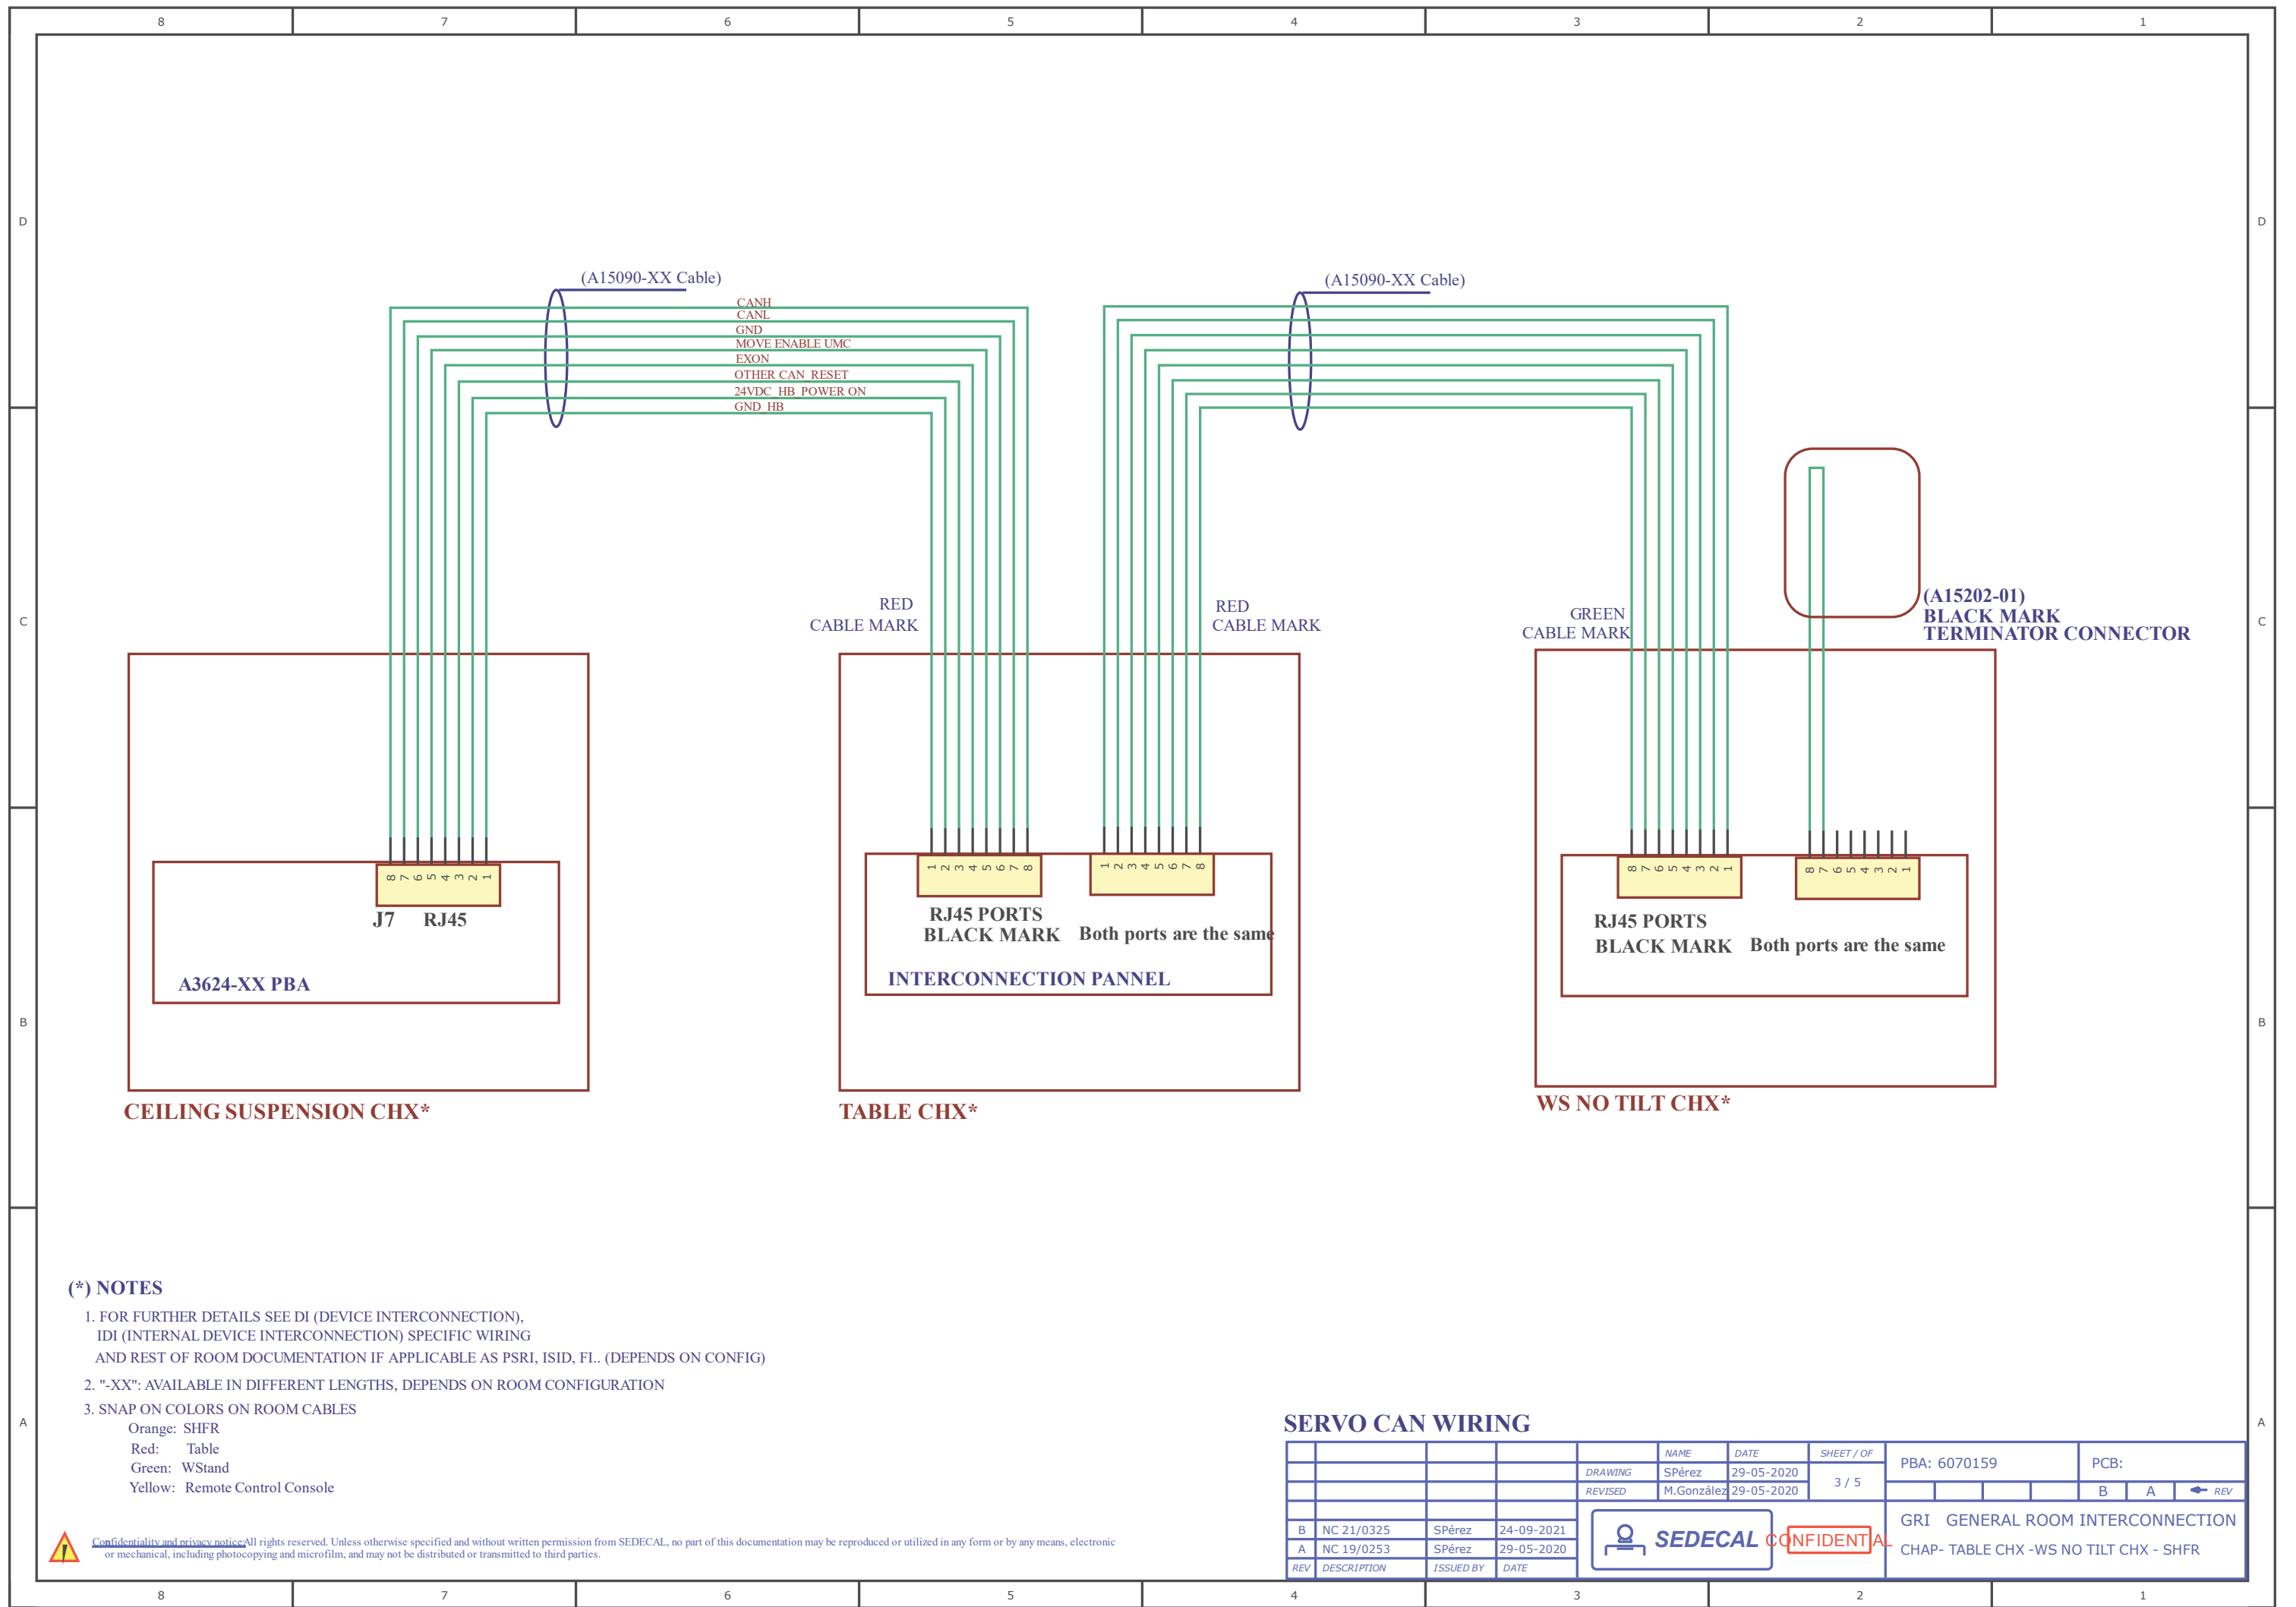 8 7 6 5 4 3 2 1
D D
C C
B B
A A
(A15090-XX Cable)
CANH
CANL
GND
MOVE ENABLE UMC
EXON
OTHER CAN_RESET
24VDC_HB_POWER ON
GND_HB
(A15090-XX Cable)
RED
CABLE MARK
RED
CABLE MARK
GREEN
CABLE MARK
(A15202-01)
BLACK MARK
TERMINATOR CONNECTOR
8 7 6 5 4 3 2 1
J7 RJ45
A3624-XX PBA
CEILING SUSPENSION CHX*
1 2 3 4 5 6 7 8
1 2 3 4 5 6 7 8
RJ45 PORTS
BLACK MARK Both ports are the same
INTERCONNECTION PANNEL
TABLE CHX*
8 7 6 5 4 3 2 1
8 7 6 5 4 3 2 1
RJ45 PORTS
BLACK MARK Both ports are the same
WS NO TILT CHX*
(*) NOTES
1. FOR FURTHER DETAILS SEE DI (DEVICE INTERCONNECTION),
IDI (INTERNAL DEVICE INTERCONNECTION) SPECIFIC WIRING
AND REST OF ROOM DOCUMENTATION IF APPLICABLE AS PSRI, ISID, FI.. (DEPENDS ON CONFIG)
2. "-XX": AVAILABLE IN DIFFERENT LENGTHS, DEPENDS ON ROOM CONFIGURATION
3. SNAP ON COLORS ON ROOM CABLES
Orange: SHFR
Red: Table
Green: WStand
Yellow: Remote Control Console
Confidentiality and privacy notice:All rights reserved. Unless otherwise specified and without written permission from SEDECAL, no part of this documentation may be reproduced or utilized in any form or by any means, electronic
or mechanical, including photocopying and microfilm, and may not be distributed or transmitted to third parties.
SERVO CAN WIRING
NAME DATE SHEET / OF
DRAWING SPérez 29-05-2020
REVISED M.González 29-05-2020
3 / 5
PBA: 6070159 PCB:
B A REV
B NC 21/0325 SPérez 24-09-2021
A NC 19/0253 SPérez 29-05-2020
REV DESCRIPTION ISSUED BY DATE
SEDECAL
CONFIDENTIAL
GRI GENERAL ROOM INTERCONNECTION
CHAP- TABLE CHX -WS NO TILT CHX - SHFR
8 7 6 5 4 3 2 1